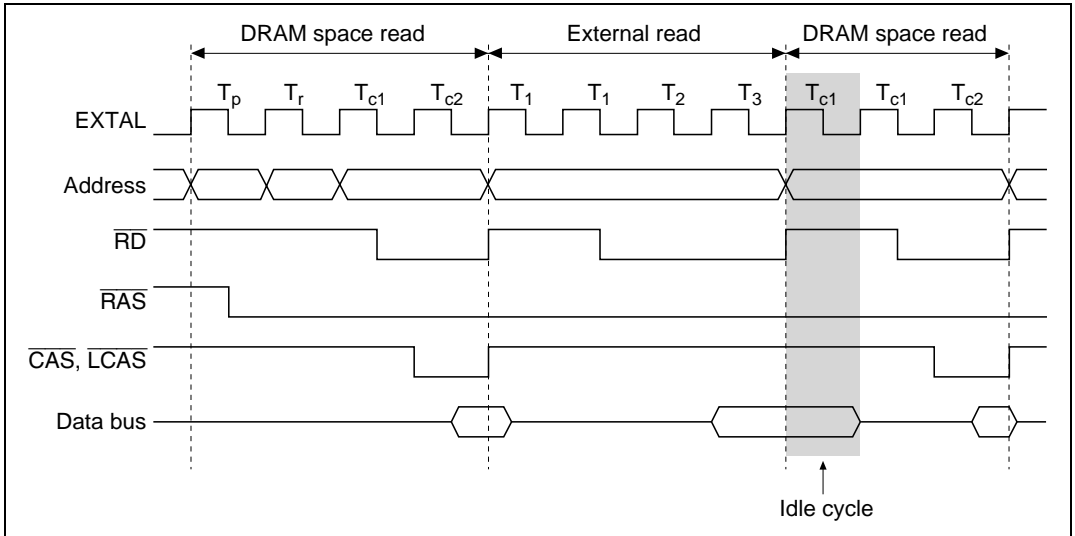 DRAM space read External read DRAM space read
Tp Tr Tc1 Tc2 T1 T1 T2 T3 Tc1 Tc1 Tc2
EXTAL
Address
RD
RAS
CAS, LCAS
Data bus
Idle cycle